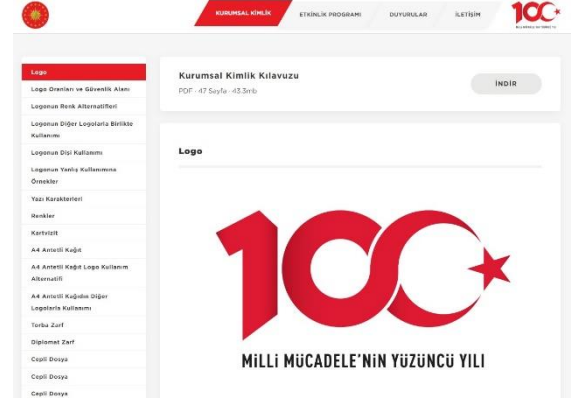 KURUMSAL KİMLİK
ETKİNLİK PROGRAMI
DUYURULAR
İLETİŞİM
100
Logo
Logo Oranları ve Güvenlik Alanı
Logonun Renk Alternatifleri
Logonun Diğer Logolarla Birlikte
Kullanımı
Logonun Dişi Kullanımı
Logonun Yanlış Kullanımına
Örnekler
Yazı Karakterleri
Renkler
Kartvizit
A4 Antetli Kağıt
A4 Antetli Kağıt Logo Kullanım
Alternatifi
A4 Antetli Kağıdın Diğer
Logolarla Kullanımı
Torba Zarf
Diplomat Zarf
Cepli Dosya
Cepli Dosya
Cepli Dosya
Kurumsal Kimlik Kılavuzu
PDF - 47 Sayfa - 43.3mb
İNDİR
Logo
100
MİLLİ MÜCADELE'NİN YÜZÜNCÜ YILI